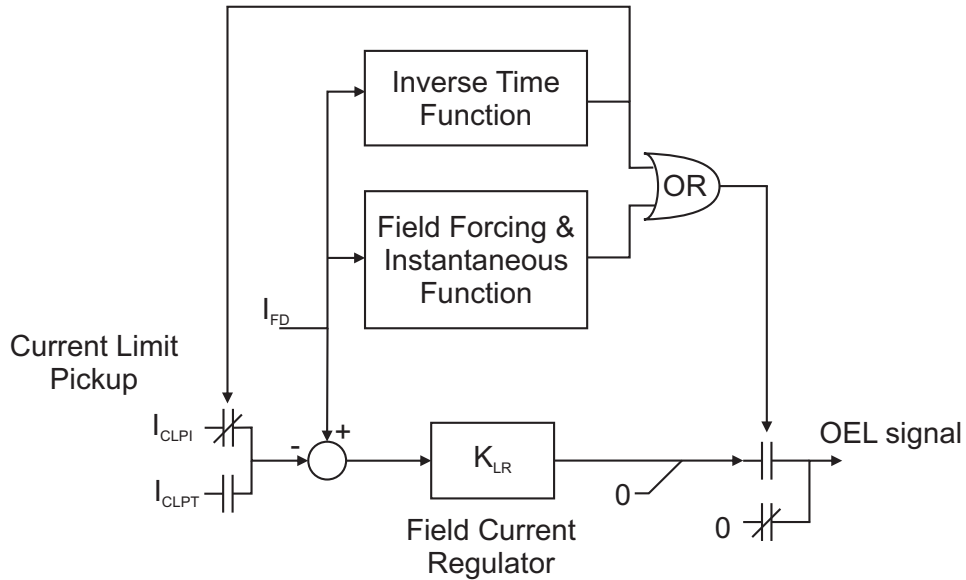 Inverse Time
Function
OR
Field Forcing &
Instantaneous
Function
I_FD
Current Limit
Pickup
I_CLPI
- +
OEL signal
K_LR
I_CLPT
0
0
Field Current
Regulator